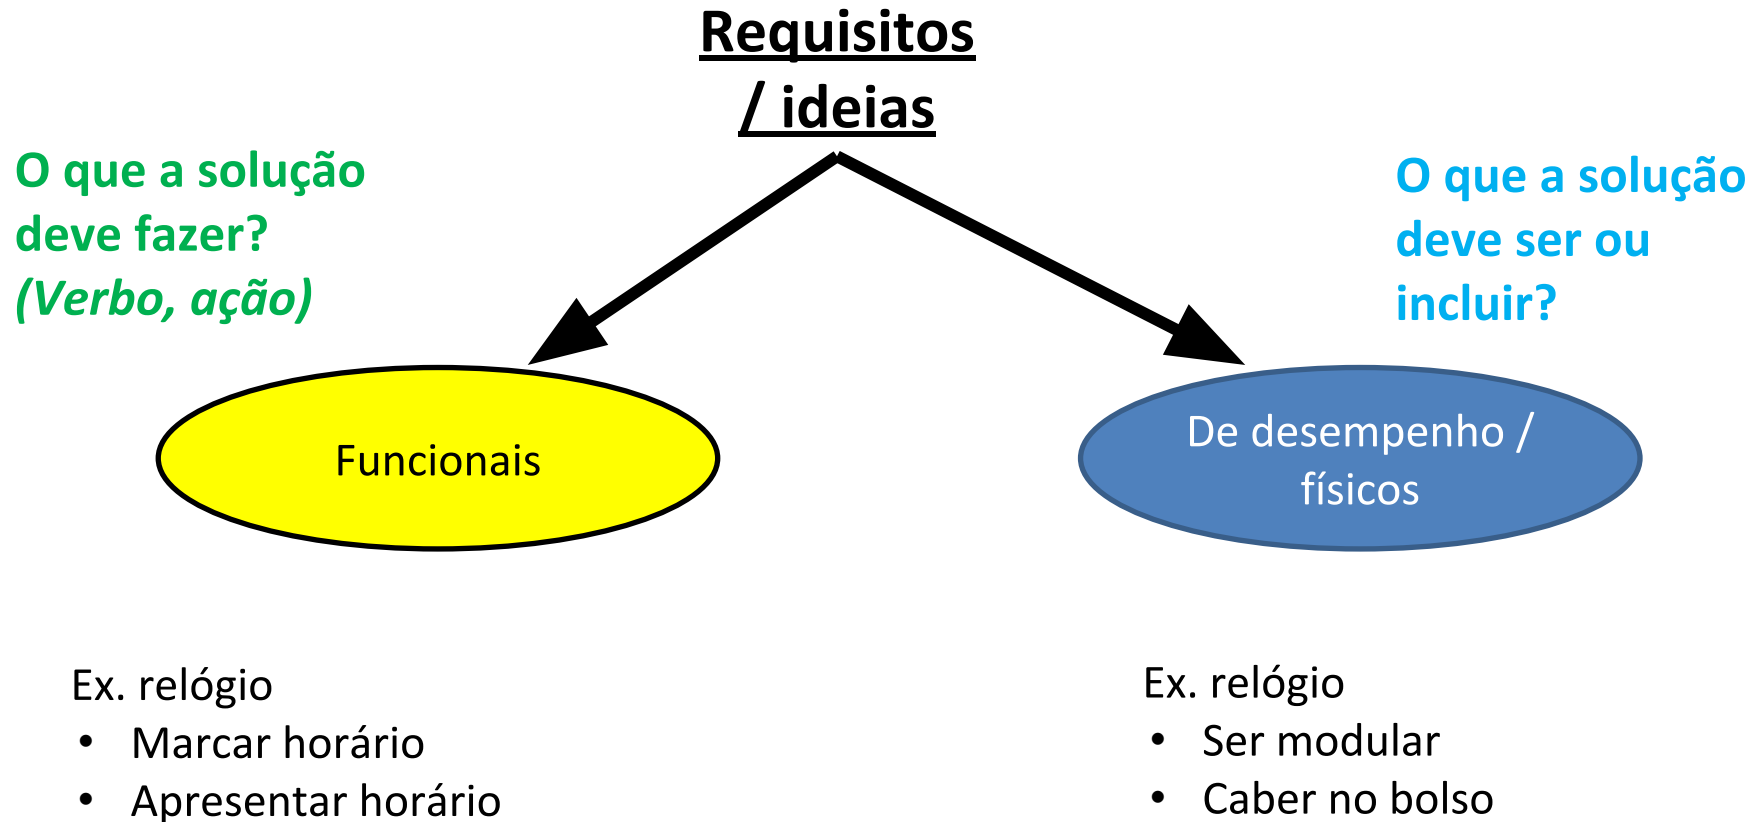 Requisitos
/ ideias
O que a solução
deve fazer?
(Verbo, ação)
O que a solução
deve ser ou
incluir?
Funcionais
De desempenho /
físicos
Ex. relógio
• Marcar horário
• Apresentar horário
Ex. relógio
• Ser modular
• Caber no bolso